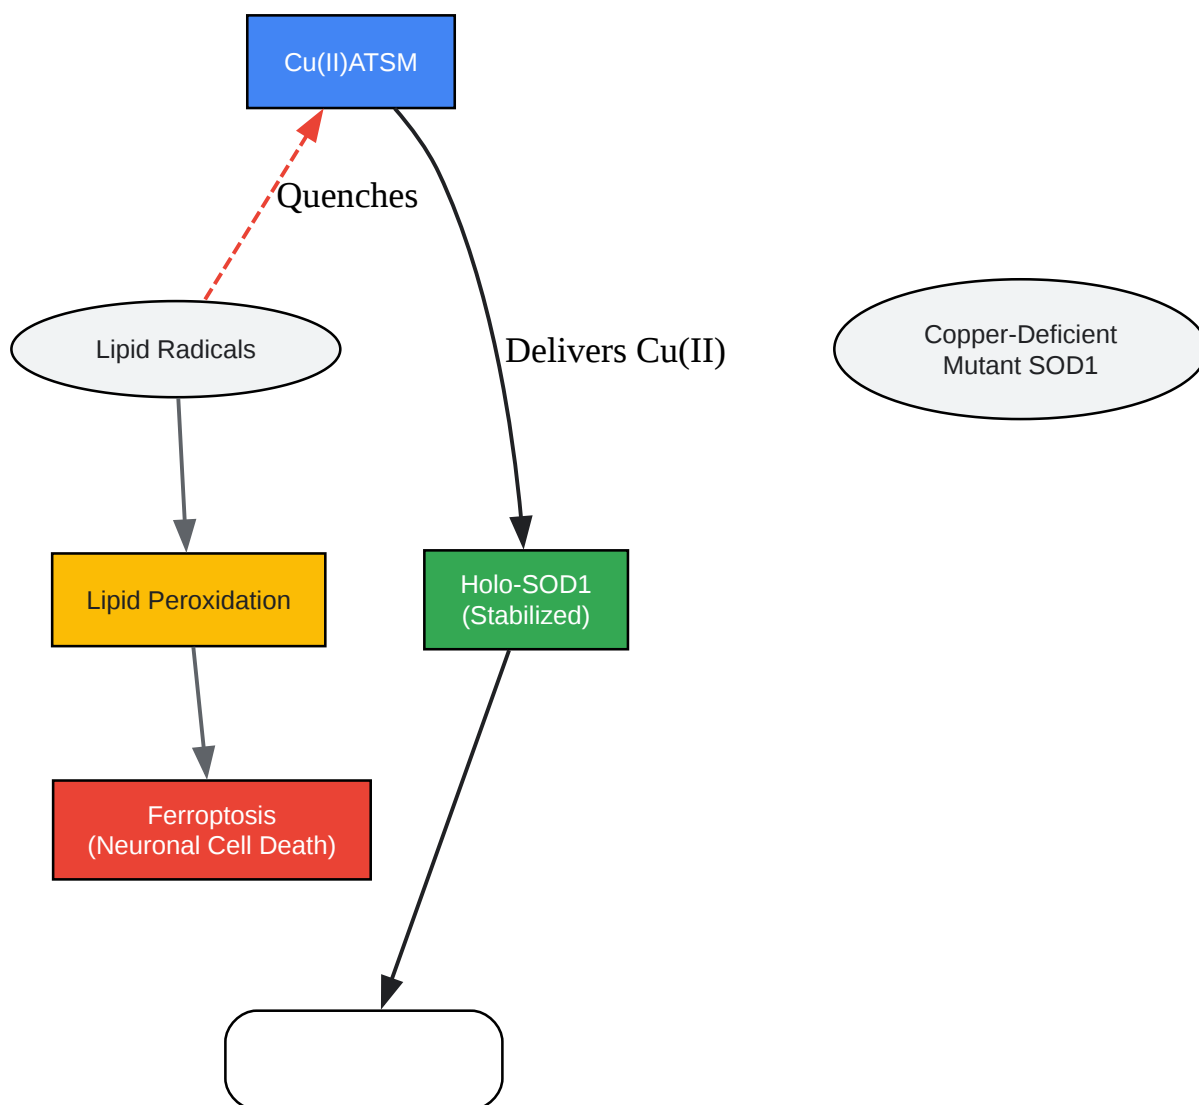 Cu(II)ATSM
Quenches
Lipid Radicals
Delivers Cu(II)
Copper-Deficient
Mutant SOD1
Lipid Peroxidation
Holo-SOD1
(Stabilized)
Ferroptosis
(Neuronal Cell Death)